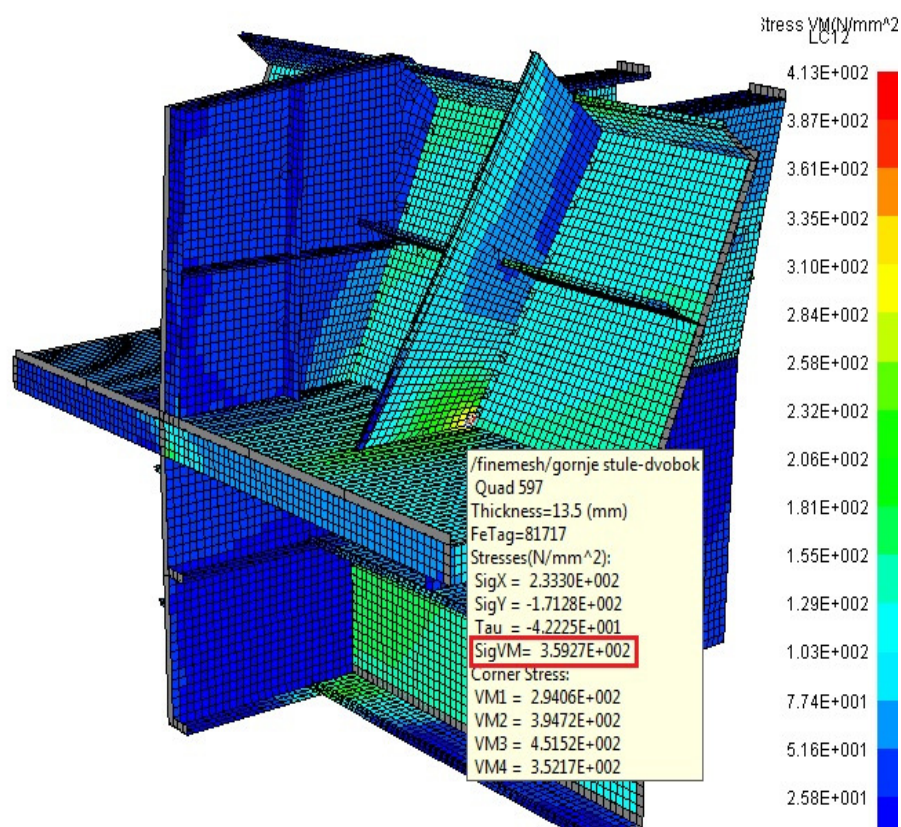 Stress VM(N/mm^2
LC12
4.13E+002
3.87E+002
3.61E+002
3.35E+002
3.10E+002
2.84E+002
2.58E+002
2.32E+002
2.06E+002
1.81E+002
1.55E+002
1.29E+002
1.03E+002
7.74E+001
5.16E+001
2.58E+001
/finemesh/gornje stule-dvobok
Quad 597
Thickness=13.5 (mm)
FeTag=81717
Stresses(N/mm^2):
SigX = 2.3330E+002
SigY = -1.7128E+002
Tau = -4.2225E+001
SigVM= 3.5927E+002
Corner Stress:
VM1 = 2.9406E+002
VM2 = 3.9472E+002
VM3 = 4.5152E+002
VM4 = 3.5217E+002